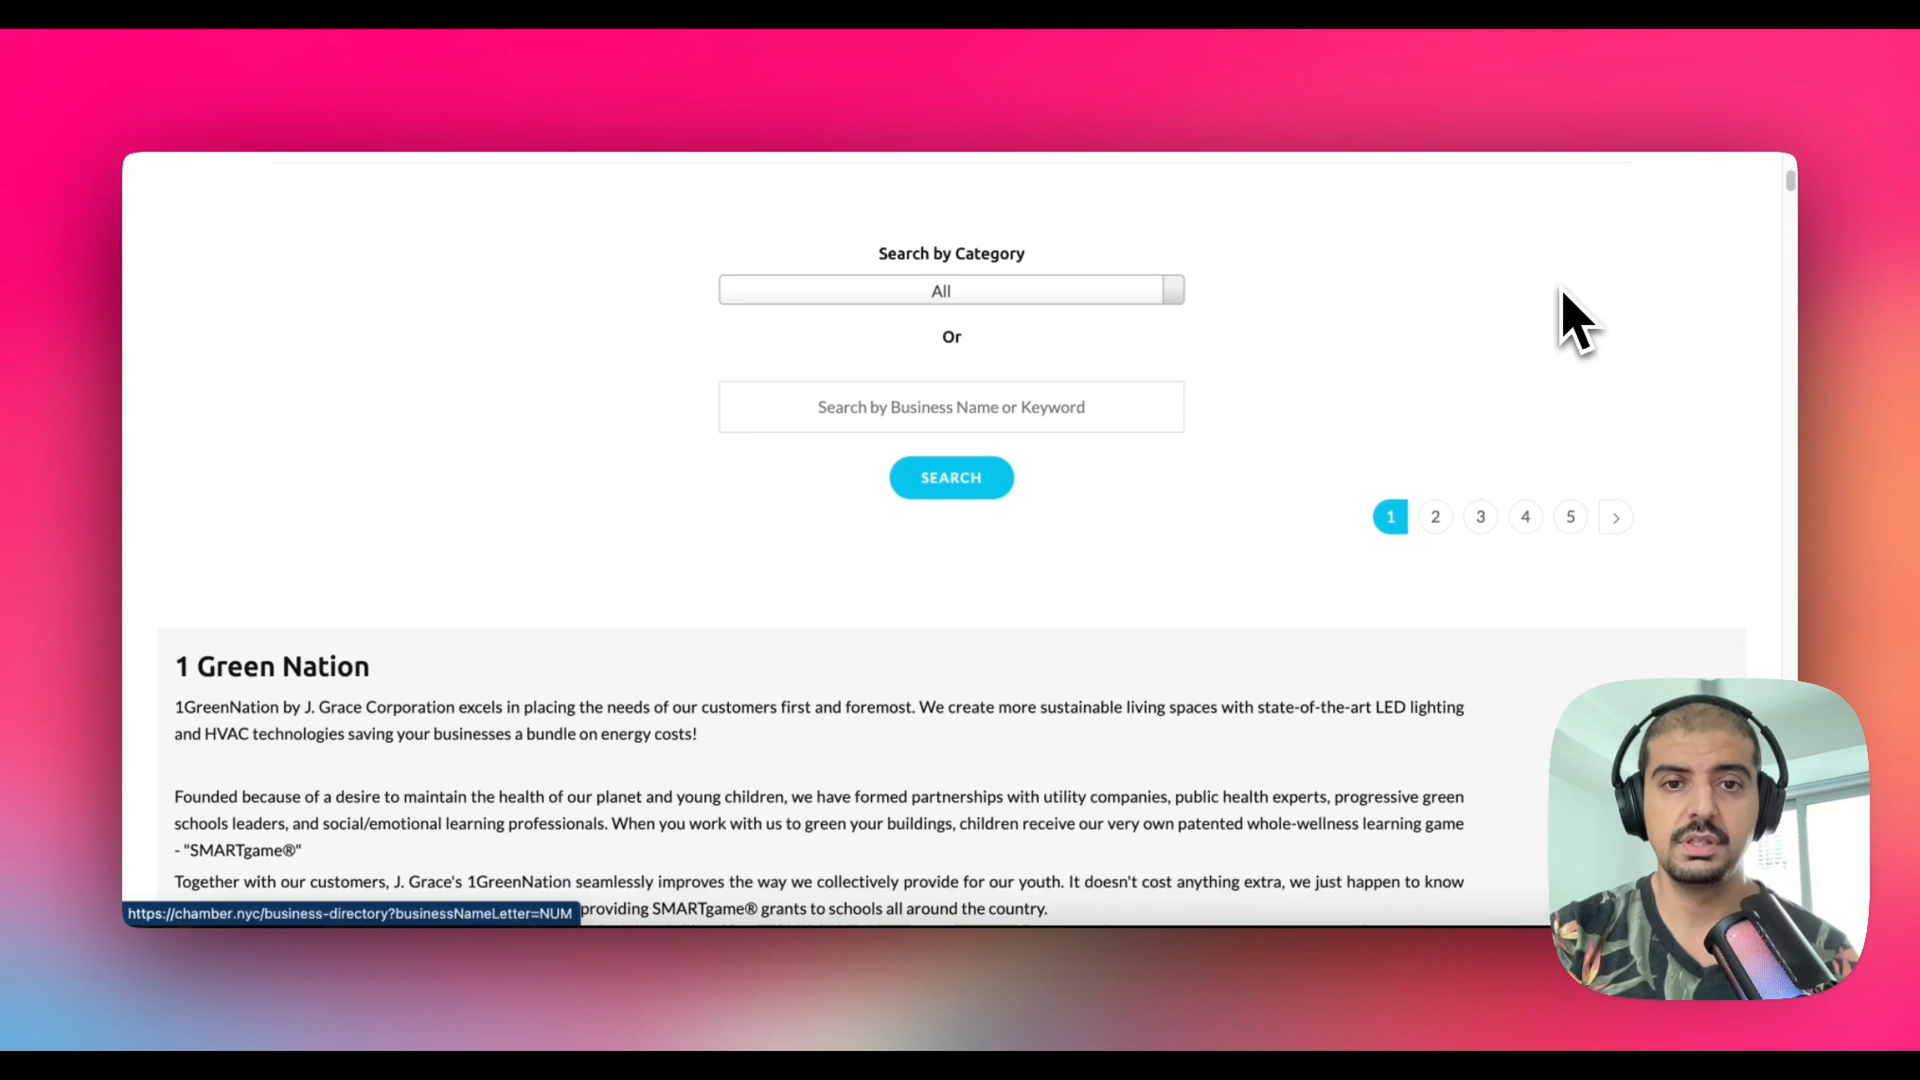 Search by Category
All
Or
Search by Business Name or Keyword
SEARCH
1 2 3 4 5
1 Green Nation
1GreenNation by J. Grace Corporation excels in placing the needs of our customers first and foremost. We create more sustainable living spaces with state-of-the-art LED lighting
and HVAC technologies saving your businesses a bundle on energy costs!
Founded because of a desire to maintain the health of our planet and young children, we have formed partnerships with utility companies, public health experts, progressive green
schools leaders, and social/emotional learning professionals. When you work with us to green your buildings, children receive our very own patented whole-wellness learning game
- "SMARTgame®"
Together with our customers, J. Grace's 1GreenNation seamlessly improves the way we collectively provide for our youth. It doesn't cost anything extra, we just happen to know
providing SMARTgame® grants to schools all around the country.
https://chamber.nyc/business-directory?businessNameLetter=NUM